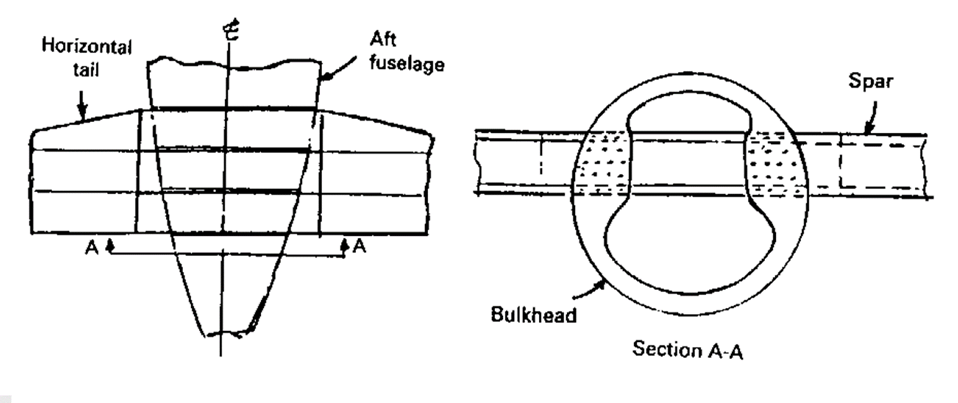 Horizontal
tail
℄
Aft
fuselage
A
A
Spar
Bulkhead
Section A-A